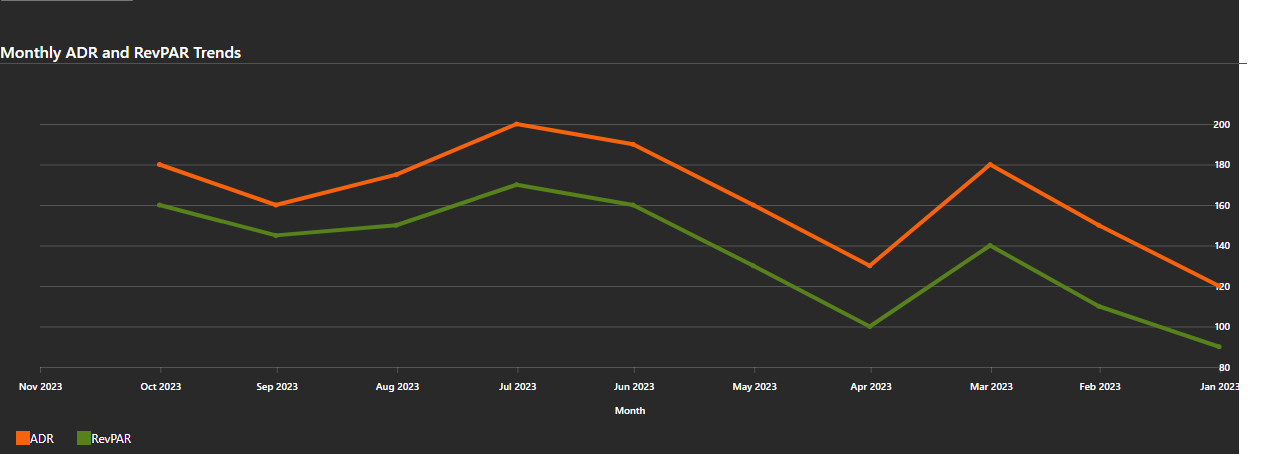 Monthly ADR and RevPAR Trends
200
180
160
140
120
100
80
Nov 2023 Oct 2023 Sep 2023 Aug 2023 Jul 2023 Jun 2023 May 2023 Apr 2023 Mar 2023 Feb 2023 Jan 2023
Month
ADR RevPAR